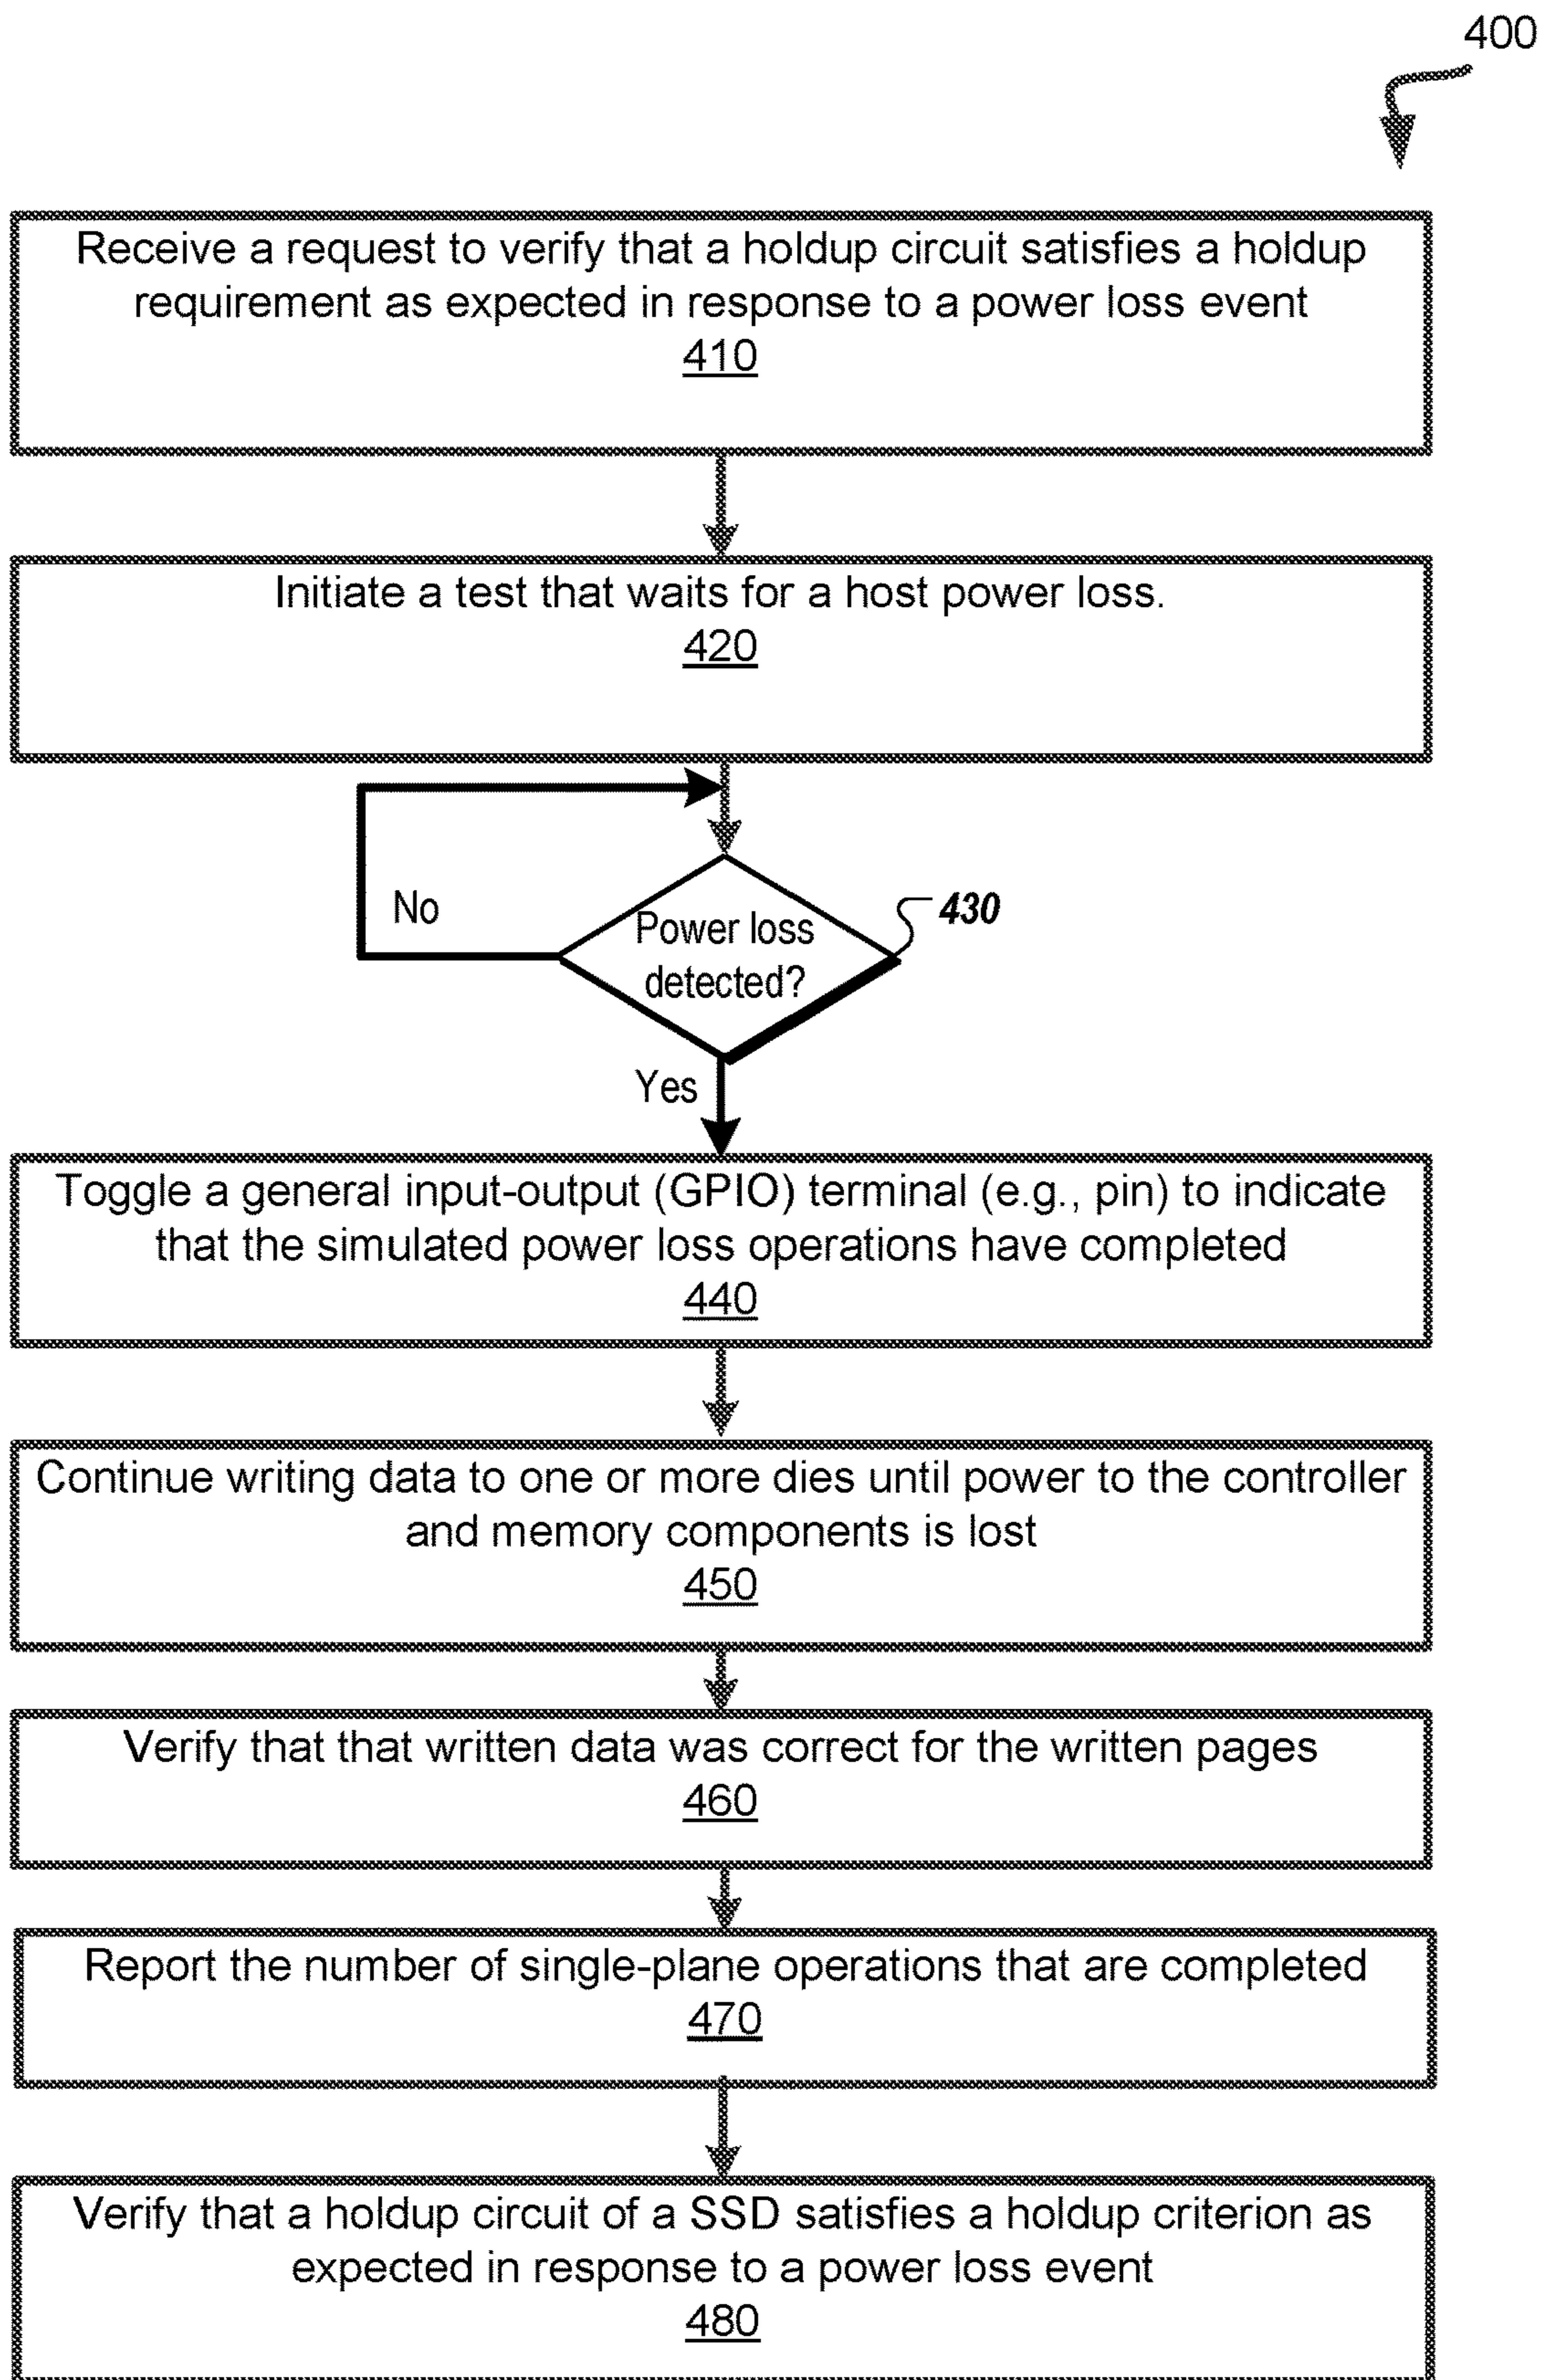 400
Receive a request to verify that a holdup circuit satisfies a holdup
requirement as expected in response to a power loss event
410
Initiate a test that waits for a host power loss.
420
No
Power loss
detected?
430
Yes
Toggle a general input-output (GPIO) terminal (e.g., pin) to indicate
that the simulated power loss operations have completed
440
Continue writing data to one or more dies until power to the controller
and memory components is lost
450
Verify that that written data was correct for the written pages
460
Report the number of single-plane operations that are completed
470
Verify that a holdup circuit of a SSD satisfies a holdup criterion as
expected in response to a power loss event
480